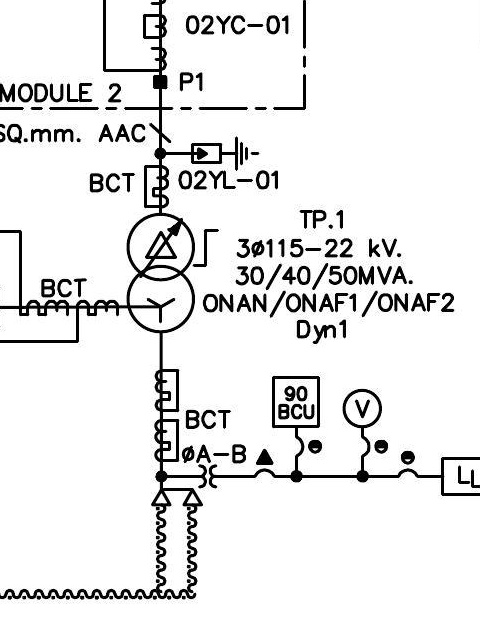 02YC-01
P1
MODULE 2
SQ.mm. AAC
BCT
02YL-01
TP.1
3ø115-22 kV.
30/40/50MVA.
BCT
ONAN/ONAF1/ONAF2
Dyn1
90
BCU
V
BCT
øA-B